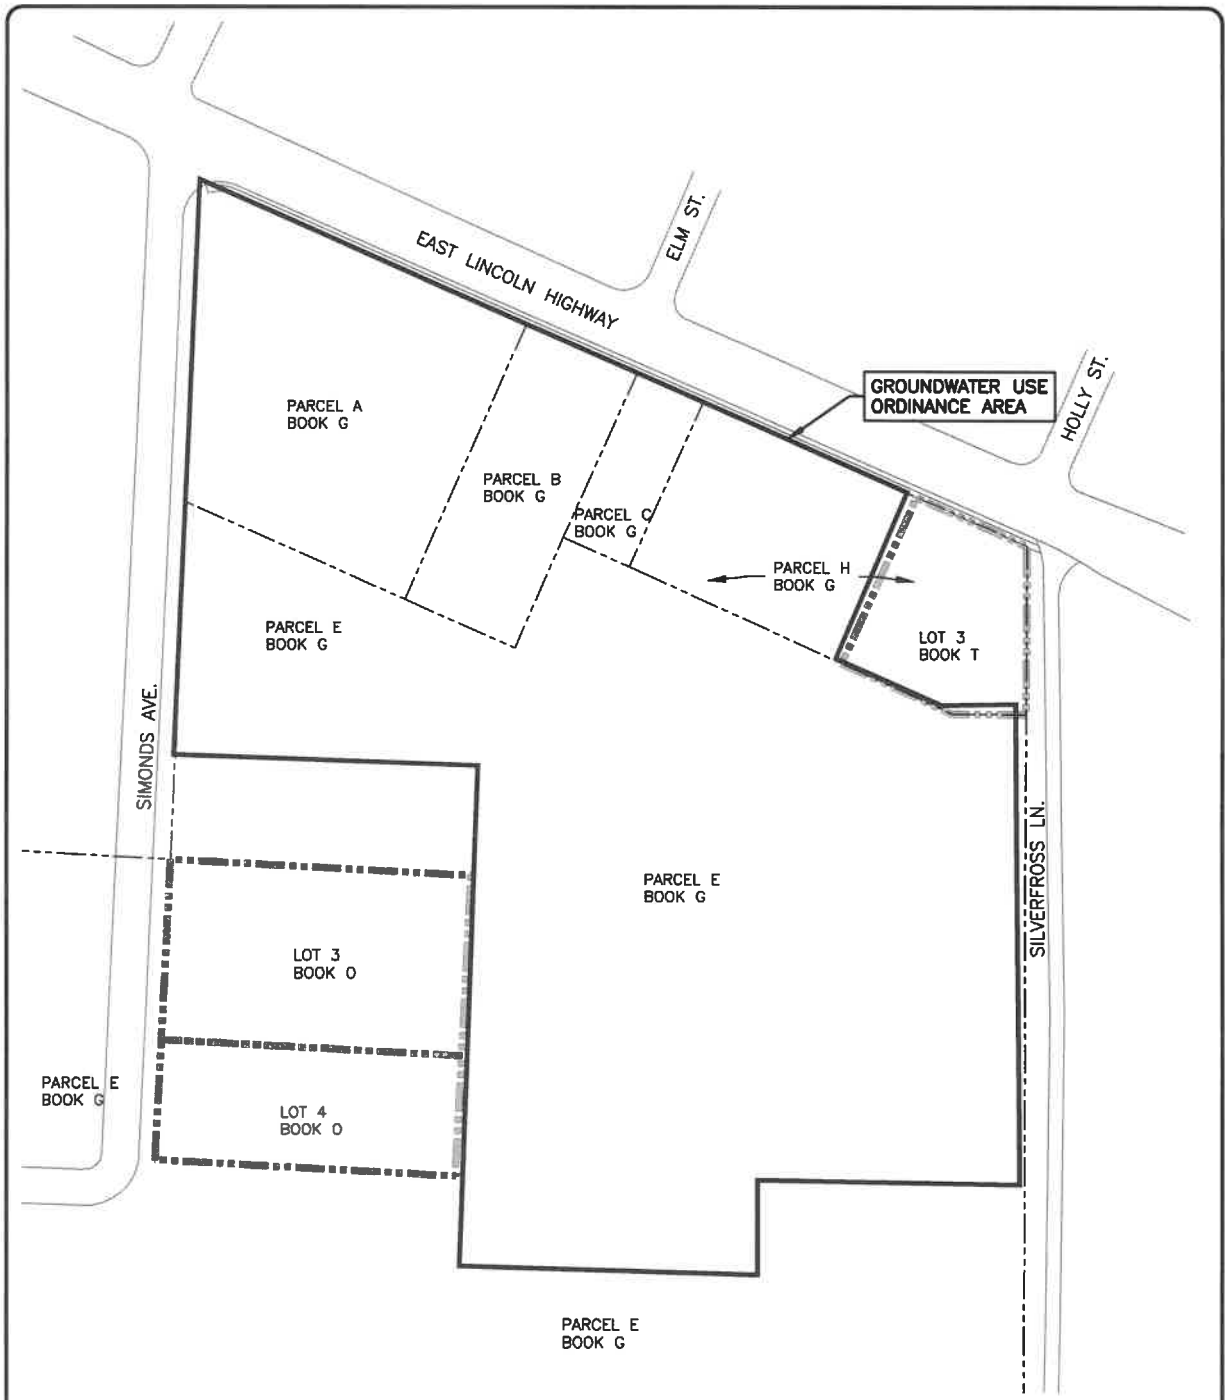 EAST LINCOLN HIGHWAY
ELM ST.
HOLLY ST.
GROUNDWATER USE
ORDINANCE AREA
PARCEL A
BOOK G
PARCEL B
BOOK G
PARCEL C
BOOK G
PARCEL H
BOOK G
LOT 3
BOOK T
PARCEL E
BOOK G
SIMONDS AVE.
SILVERFROSS LN.
PARCEL E
BOOK G
LOT 3
BOOK O
PARCEL E
BOOK G
LOT 4
BOOK O
PARCEL E
BOOK G